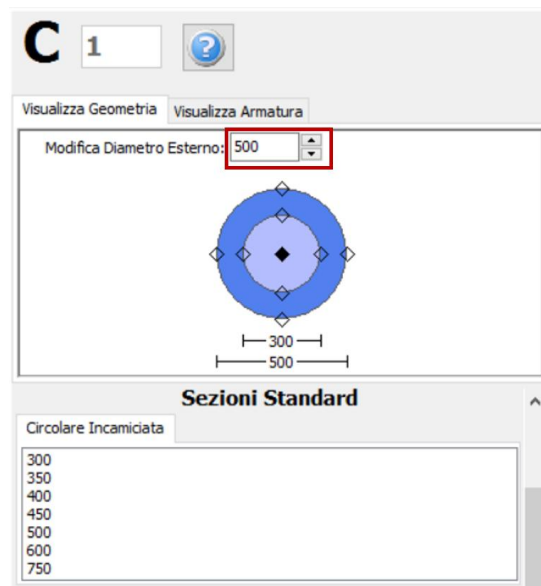 C 1
Visualizza Geometria Visualizza Armatura
Modifica Diametro Esterno: 500
300
500
Sezioni Standard
Circolare Incamiciata
300
350
400
450
500
600
750